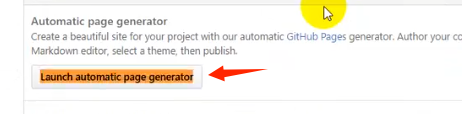 Automatic page generator
Create a beautiful site for your project with our automatic GitHub Pages generator. Author your co
Markdown editor, select a theme, then publish.
Launch automatic page generator